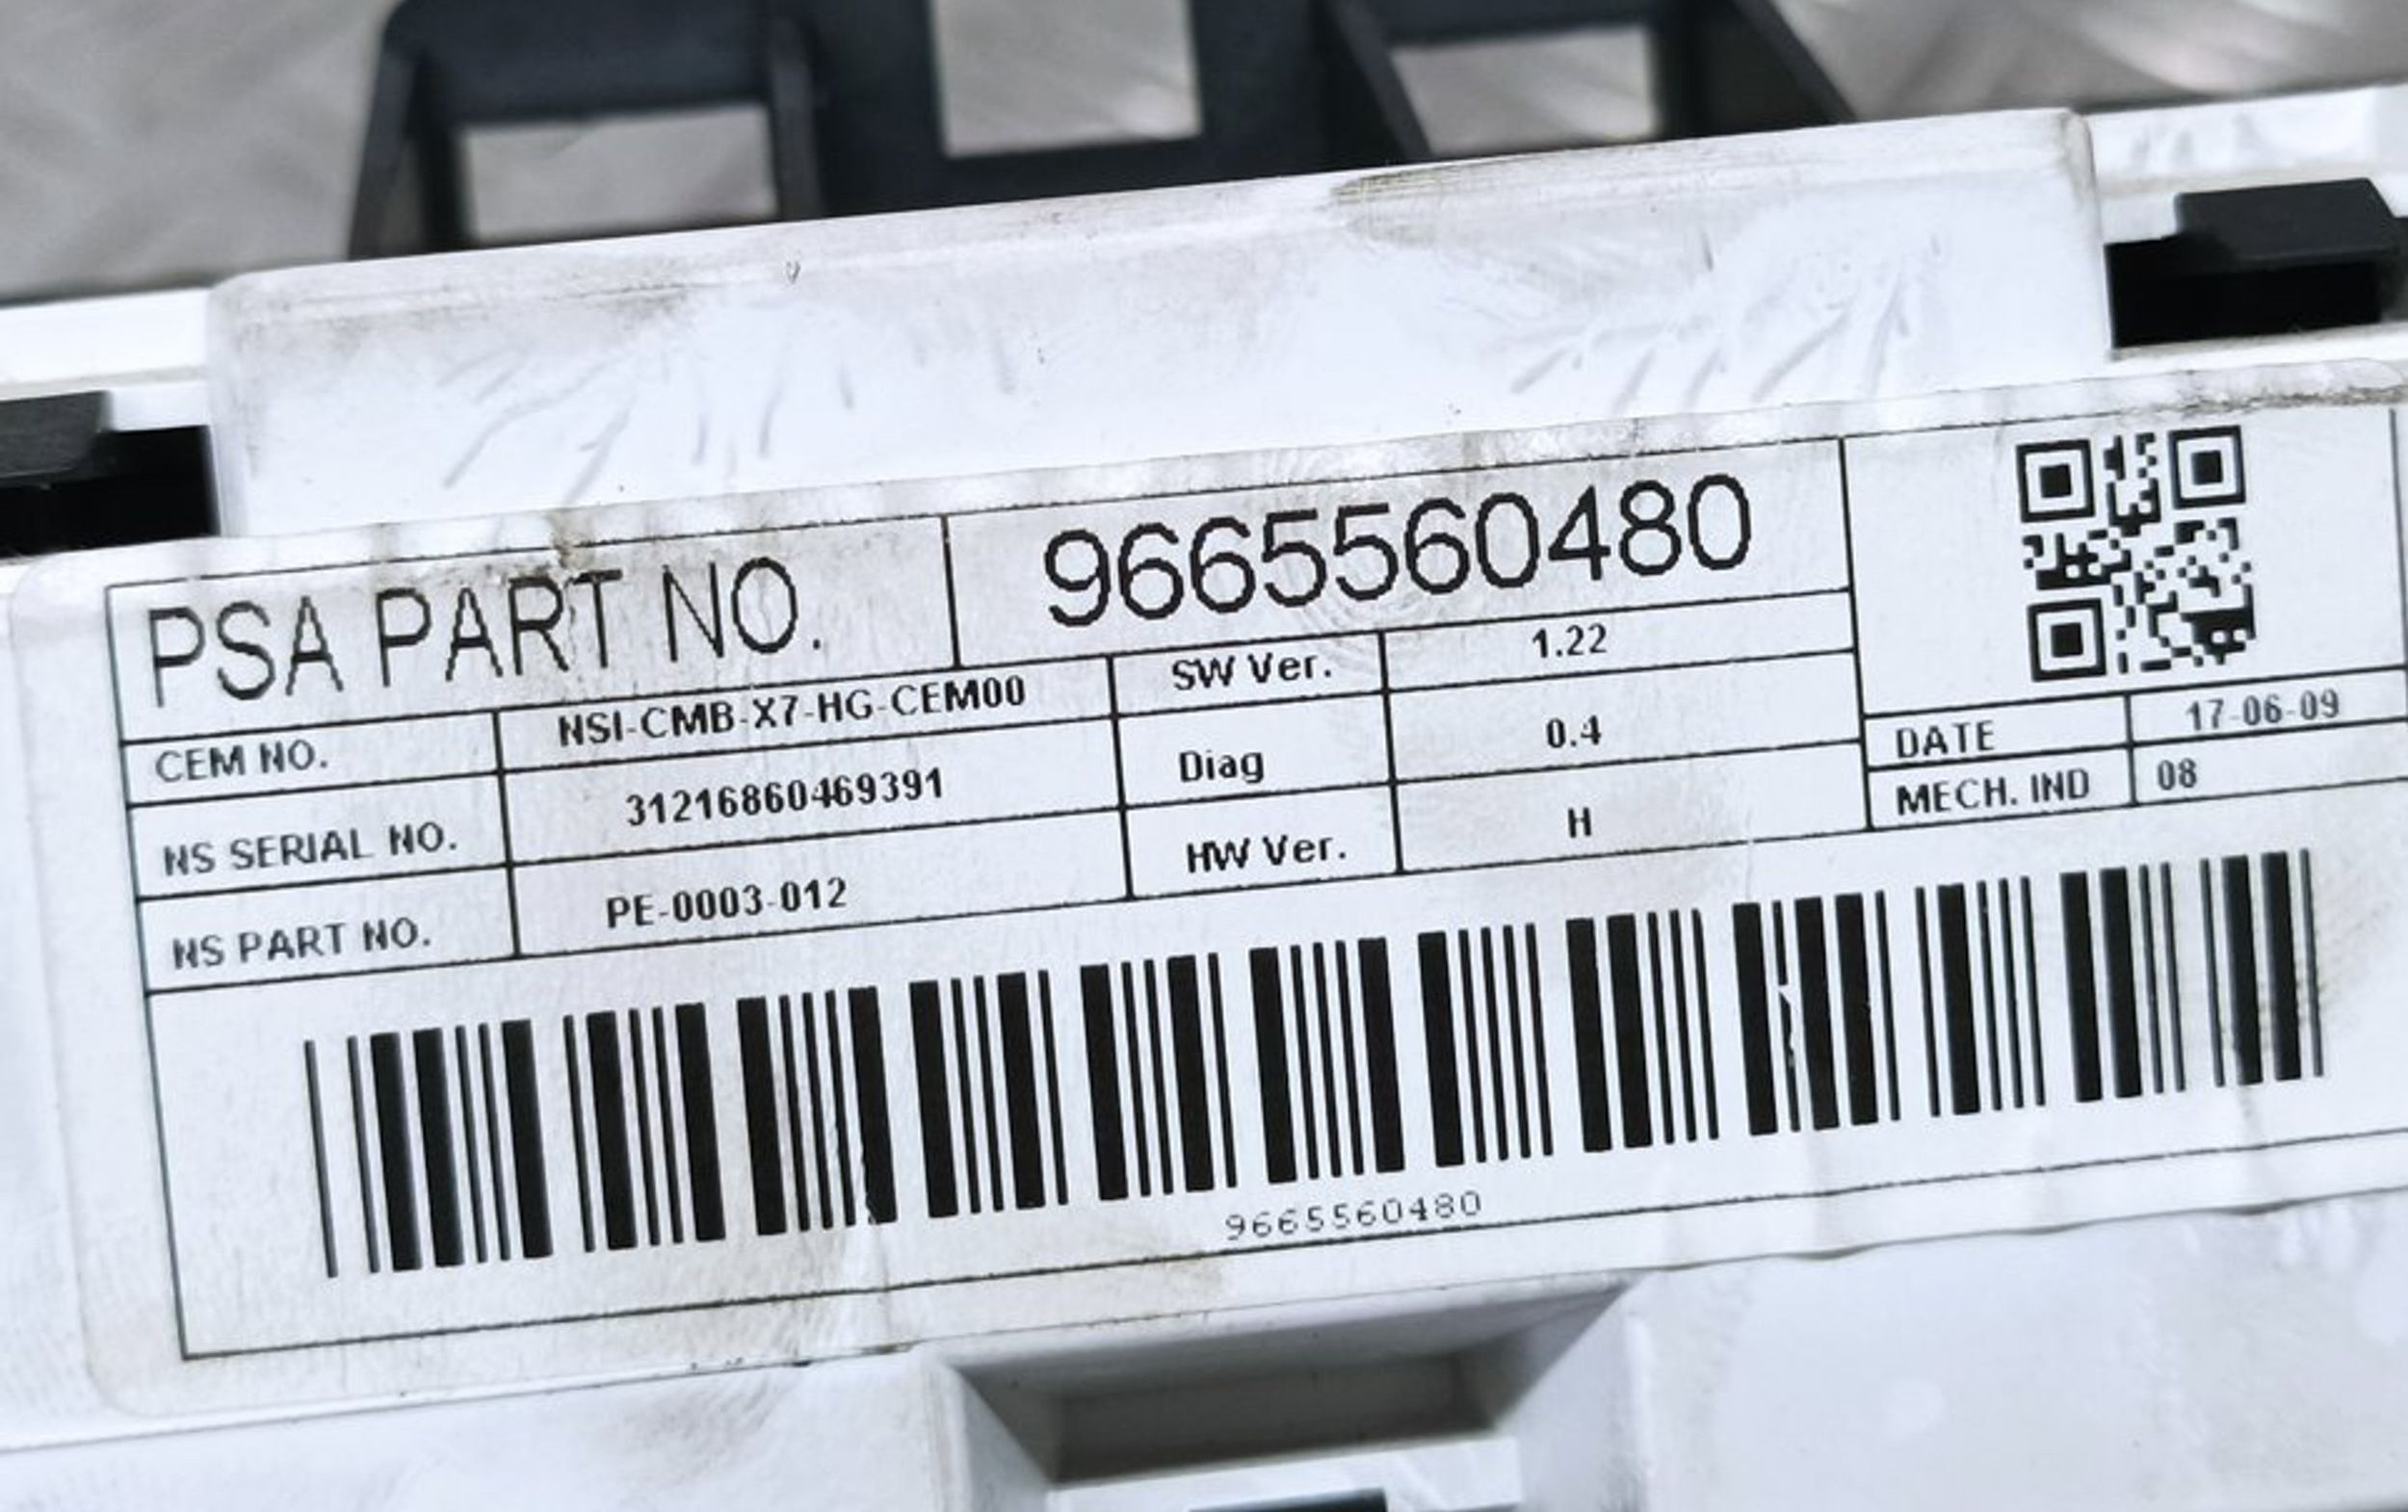 PSA PART NO. 9665560480
CEM NO. NSI-CMB-X7-HG-CEM00 SW Ver. 1.22
NS SERIAL NO. 31216860469391 Diag 0.4
NS PART NO. PE-0003-012 HW Ver. H
DATE 17-06-09
MECH. IND 08
9665560480